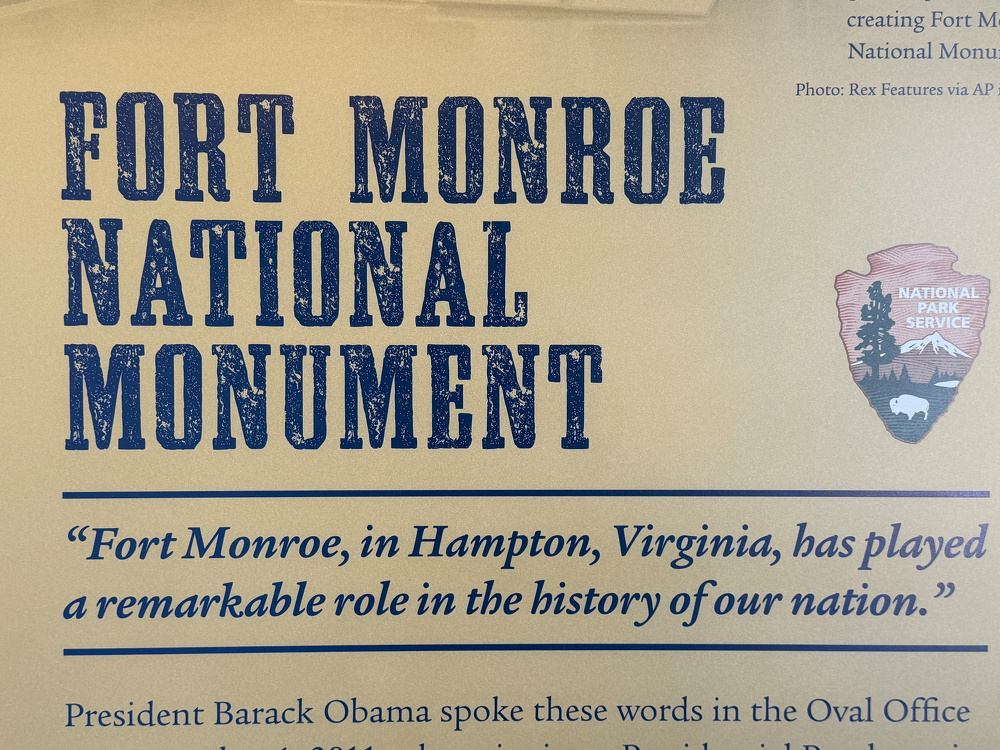 creating Fort
National
Photo: Rex Features via AP
FORT MONROE
NATIONAL
MONUMENT
NATIONAL
PARK
SERVICE
“Fort Monroe, in Hampton, Virginia, has played
a remarkable role in the history of our nation.”
President Barack Obama spoke these words in the Oval Office